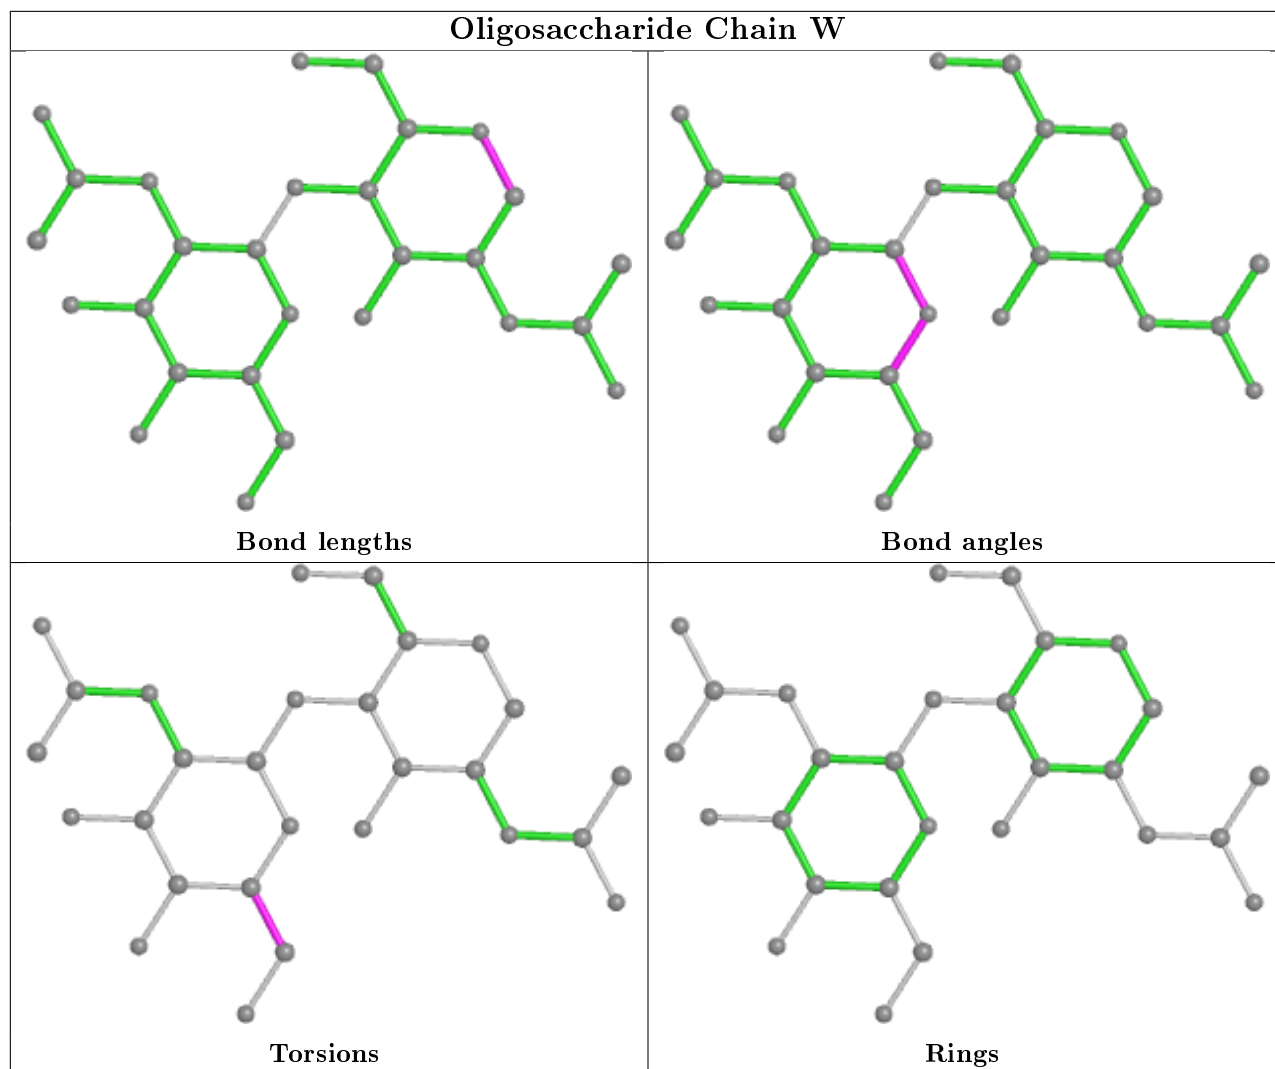 Oligosaccharide Chain W
Bond lengths
Bond angles
Torsions
Rings